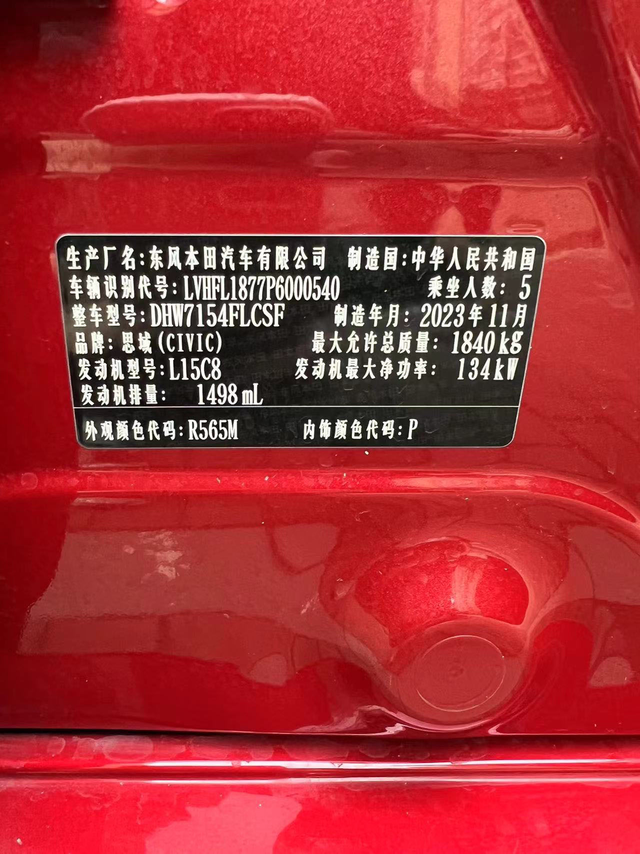 生产厂名:东风本田汽车有限公司 制造国:中华人民共和国
车辆识别代号:LVHFL1877P6000540 乘坐人数:5
整车型号:DHW7154FLCSF 制造年月:2023年11月
品牌:思域(CIVIC) 最大允许总质量:1840kg
发动机型号:L15C8 发动机最大净功率:134kW
发动机排量: 1498mL
外观颜色代码:R565M 内饰颜色代码:P